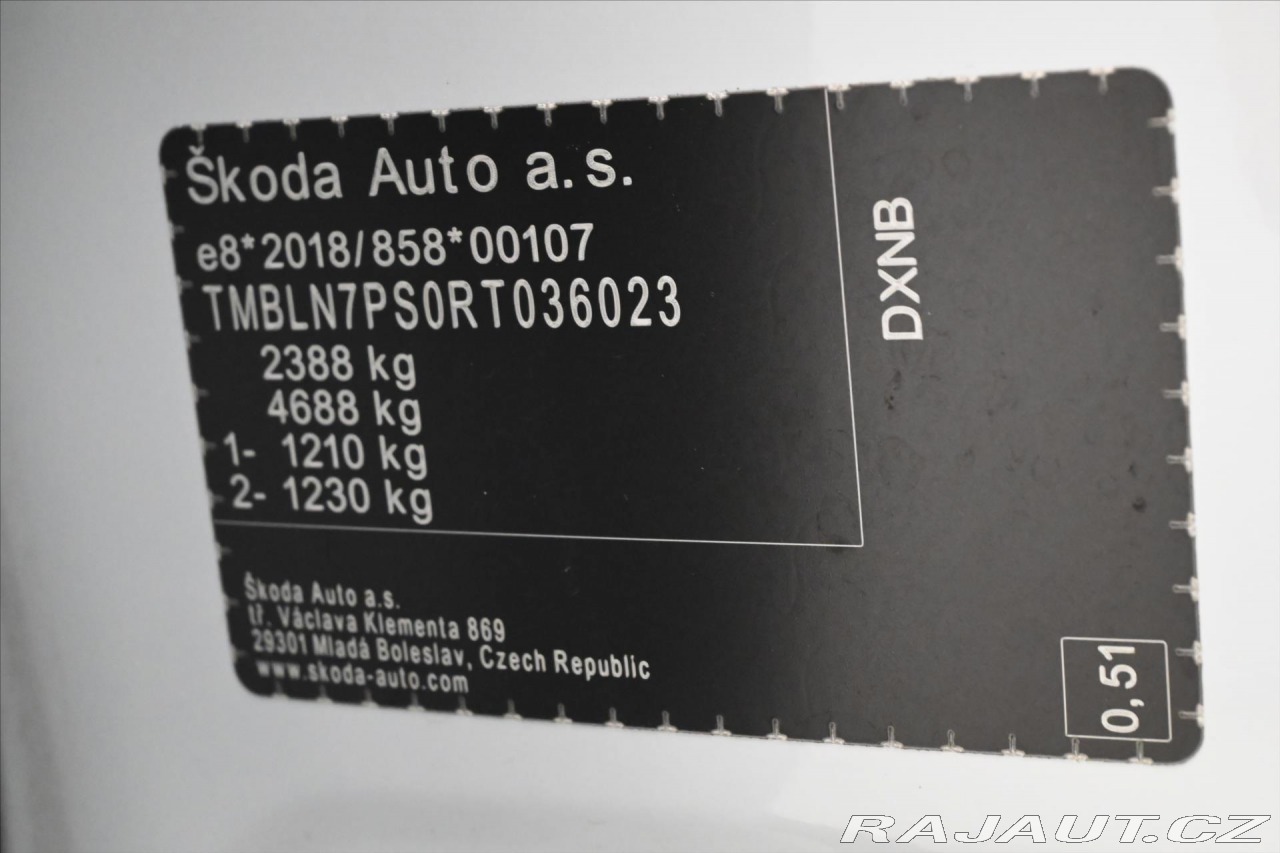 Škoda Auto a.s.
e8*2018/858*00107
TMBLN7PS0RT036023
2388 kg
4688 kg
1- 1210 kg
2- 1230 kg
DXNB
Škoda Auto a.s.
tř. Václava Klementa 869
29301 Mladá Boleslav, Czech Republic
www.skoda-auto.com
0,51
RAJAUT.CZ